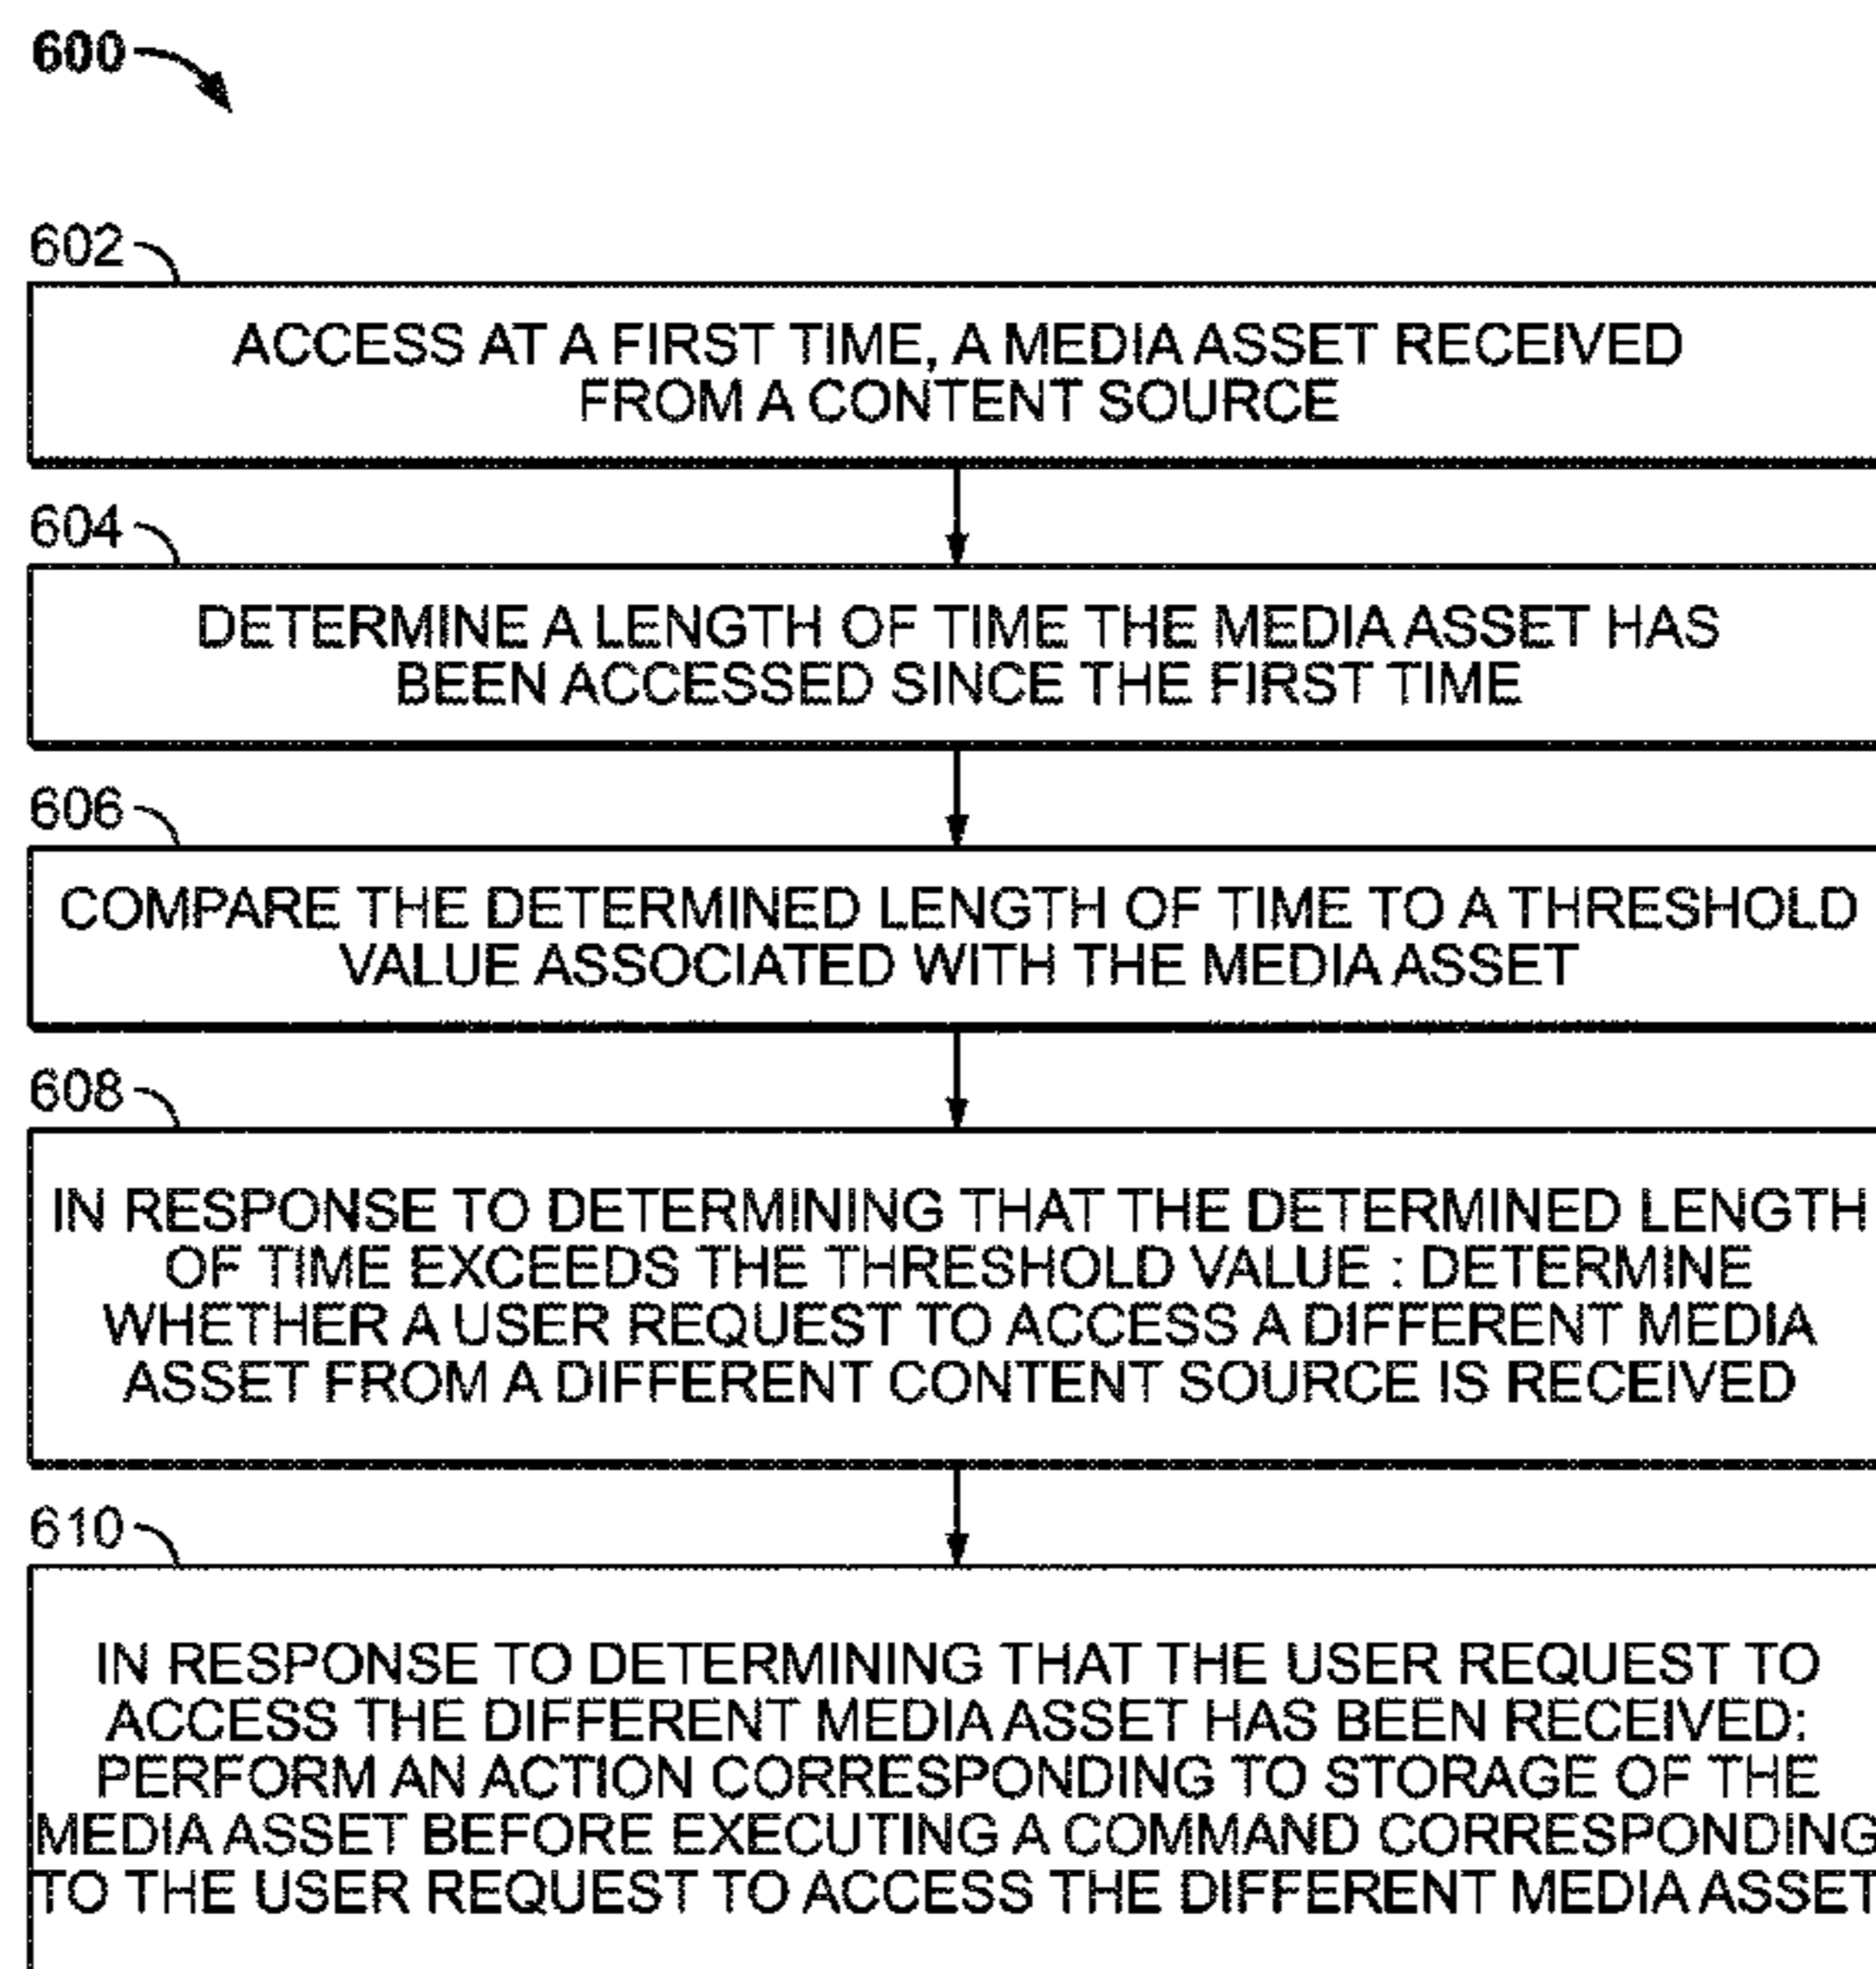 600
602
ACCESS AT A FIRST TIME, A MEDIA ASSET RECEIVED
FROM A CONTENT SOURCE
604
DETERMINE A LENGTH OF TIME THE MEDIA ASSET HAS
BEEN ACCESSED SINCE THE FIRST TIME
606
COMPARE THE DETERMINED LENGTH OF TIME TO A THRESHOLD
VALUE ASSOCIATED WITH THE MEDIA ASSET
608
IN RESPONSE TO DETERMINING THAT THE DETERMINED LENGTH
OF TIME EXCEEDS THE THRESHOLD VALUE : DETERMINE
WHETHER A USER REQUEST TO ACCESS A DIFFERENT MEDIA
ASSET FROM A DIFFERENT CONTENT SOURCE IS RECEIVED
610
IN RESPONSE TO DETERMINING THAT THE USER REQUEST TO
ACCESS THE DIFFERENT MEDIA ASSET HAS BEEN RECEIVED:
PERFORM AN ACTION CORRESPONDING TO STORAGE OF THE
MEDIA ASSET BEFORE EXECUTING A COMMAND CORRESPONDING
TO THE USER REQUEST TO ACCESS THE DIFFERENT MEDIA ASSET